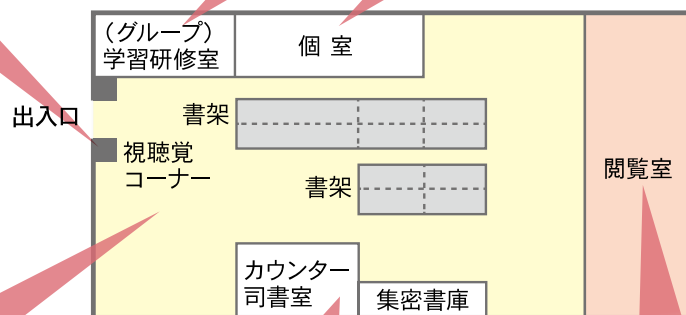 （グループ）
学習研修室
個 室
出入口
書架
視聴覚
コーナー
書架
閲覧室
カウンター
司書室
集密書庫